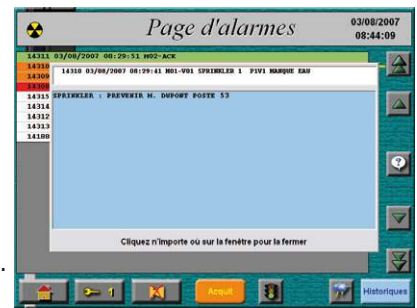 Page d'alarmes
03/08/2007
08:44:09
14311 03/08/2007 08:29:51 M02-ACK
14310
14310 03/08/2007 08:29:41 M01-V01 SPRINKLER 1 P1V1 MANQUE EAU
14309
14308
14315
SPRINKLER : PREVENIR M. DUPONT POSTE 53
14314
14312
14313
14188
Cliquez n'importe où sur la fenêtre pour la fermer
1
Acquit
Historiques